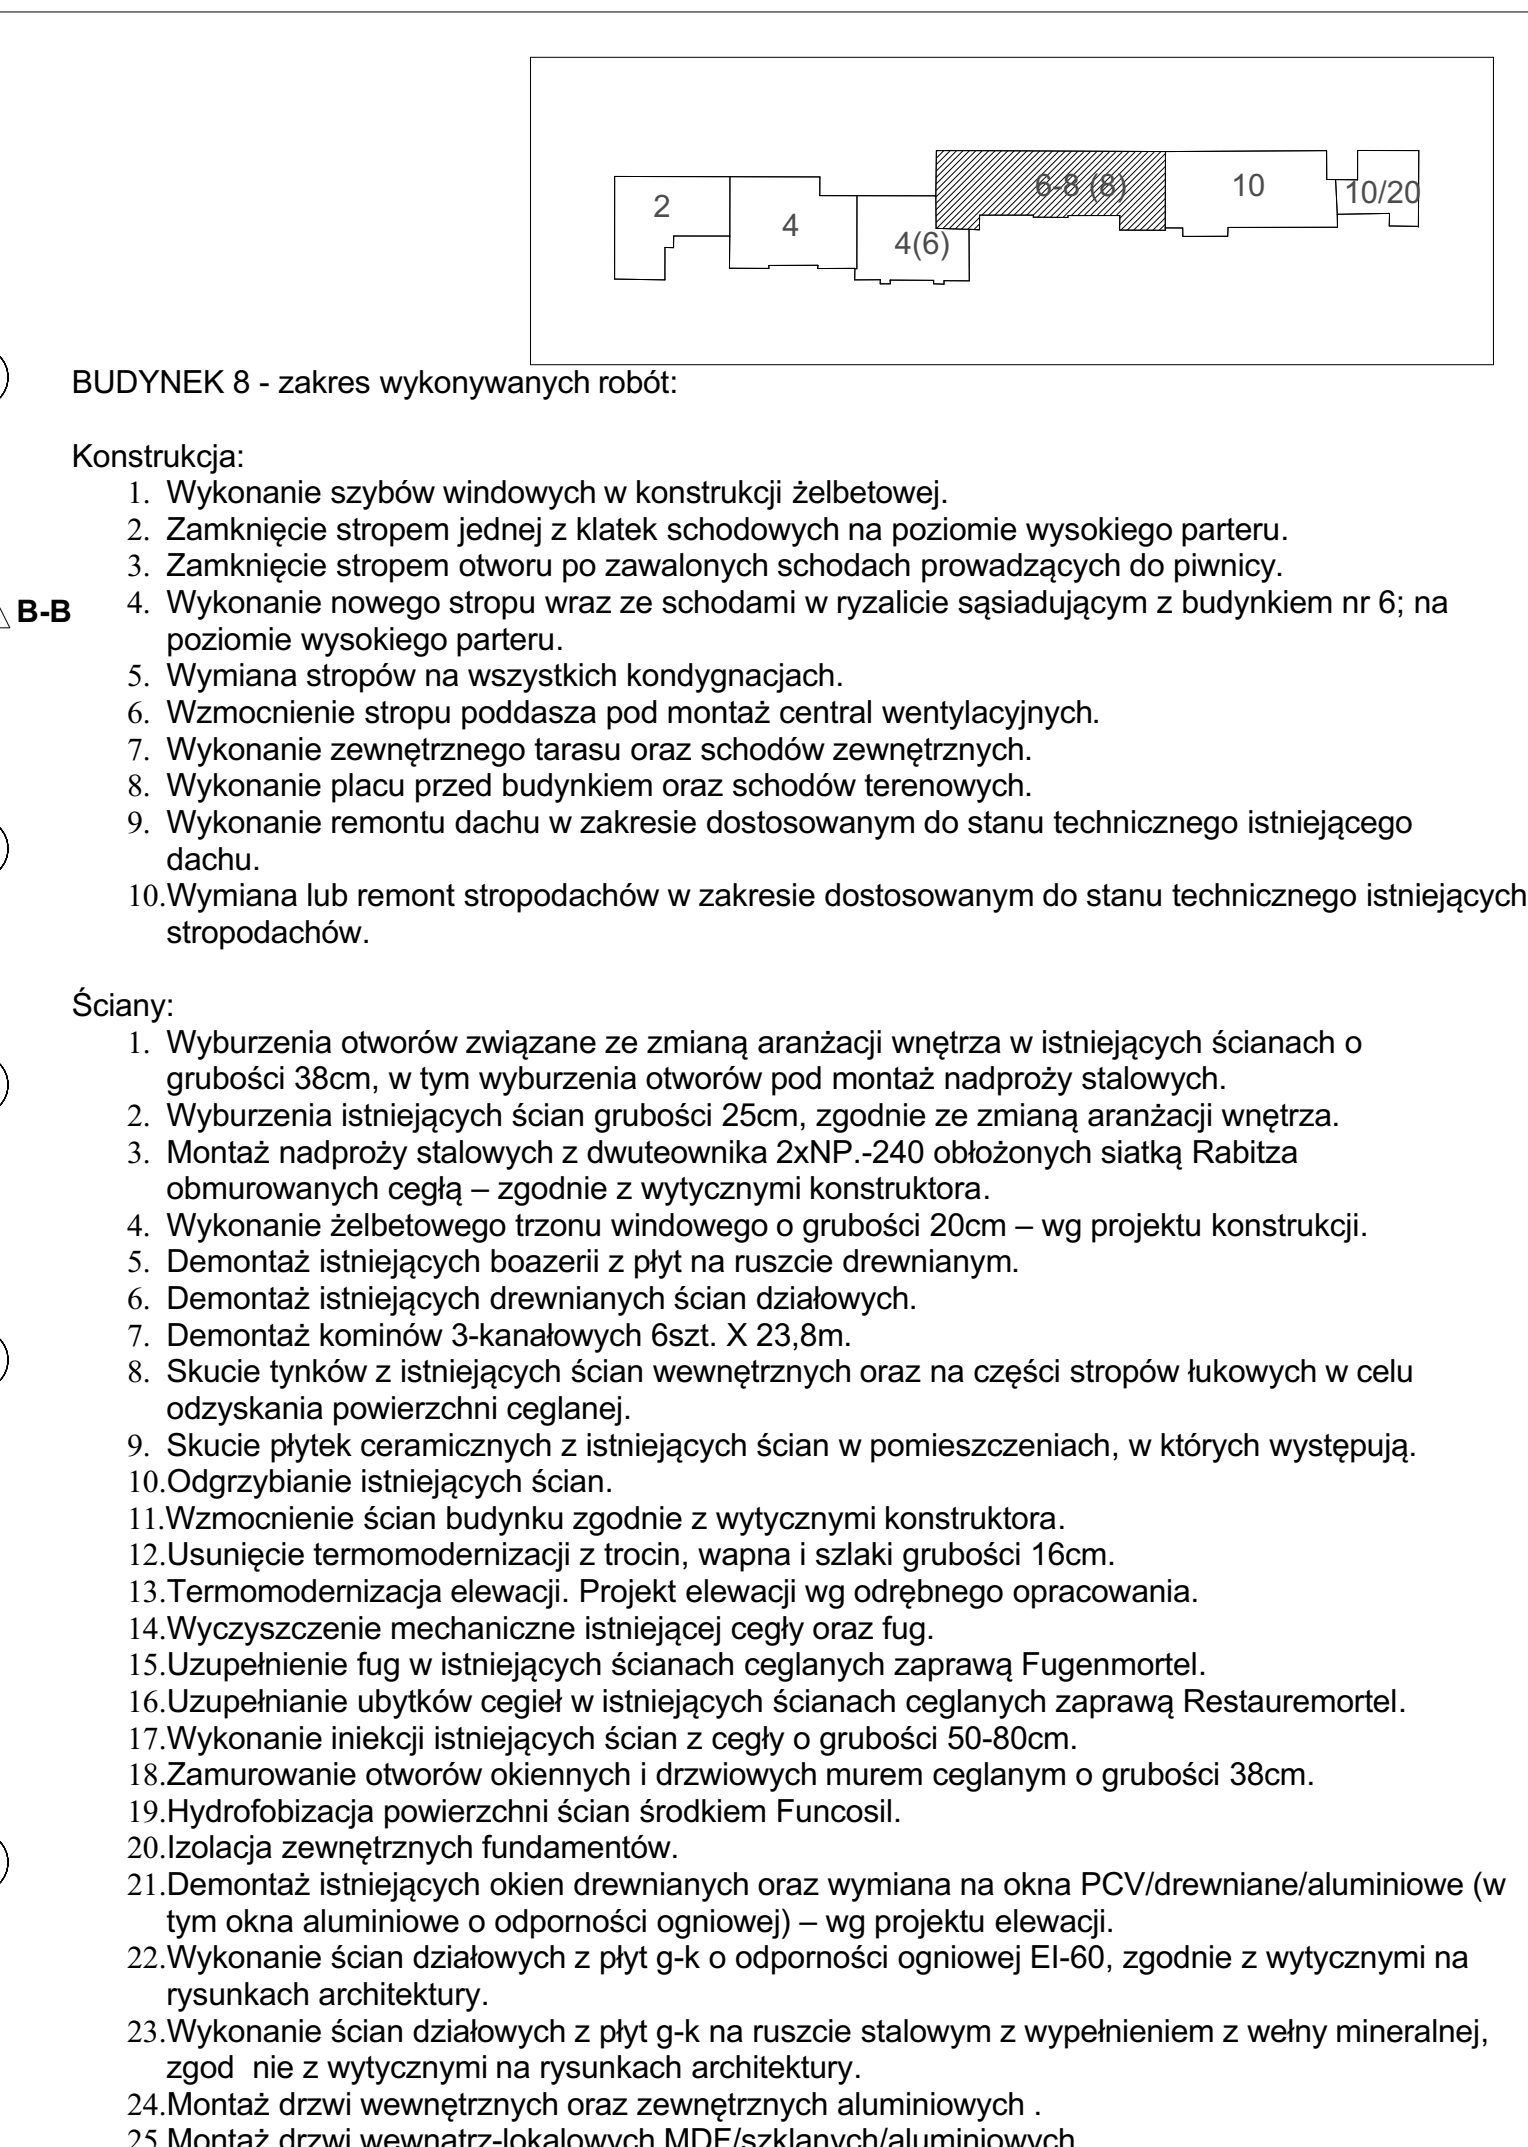 2
4
4(6)
6-8 (8)
10
10/20
BUDYNEK 8 - zakres wykonywanych robót:
Konstrukcja:
1. Wykonanie szybów windowych w konstrukcji żelbetowej.
2. Zamknięcie stropem jednej z klatek schodowych na poziomie wysokiego parteru.
3. Zamknięcie stropem otworu po zawalonych schodach prowadzących do piwnicy.
B-B
4. Wykonanie nowego stropu wraz ze schodami w ryzalicie sąsiadującym z budynkiem nr 6; na
poziomie wysokiego parteru.
5. Wymiana stropów na wszystkich kondygnacjach.
6. Wzmocnienie stropu poddasza pod montaż central wentylacyjnych.
7. Wykonanie zewnętrznego tarasu oraz schodów zewnętrznych.
8. Wykonanie placu przed budynkiem oraz schodów terenowych.
9. Wykonanie remontu dachu w zakresie dostosowanym do stanu technicznego istniejącego
dachu.
10.Wymiana lub remont stropodachów w zakresie dostosowanym do stanu technicznego istniejących
stropodachów.
Ściany:
1. Wyburzenia otworów związane ze zmianą aranżacji wnętrza w istniejących ścianach o
grubości 38cm, w tym wyburzenia otworów pod montaż nadproży stalowych.
2. Wyburzenia istniejących ścian grubości 25cm, zgodnie ze zmianą aranżacji wnętrza.
3. Montaż nadproży stalowych z dwuteownika 2xNP.-240 obłożonych siatką Rabitza
obmurowanych cegłą – zgodnie z wytycznymi konstruktora.
4. Wykonanie żelbetowego trzonu windowego o grubości 20cm – wg projektu konstrukcji.
5. Demontaż istniejących boazerii z płyt na ruszcie drewnianym.
6. Demontaż istniejących drewnianych ścian działowych.
7. Demontaż kominów 3-kanałowych 6szt. X 23,8m.
8. Skucie tynków z istniejących ścian wewnętrznych oraz na części stropów łukowych w celu
odzyskania powierzchni ceglanej.
9. Skucie płytek ceramicznych z istniejących ścian w pomieszczeniach, w których występują.
10.Odgrzybianie istniejących ścian.
11.Wzmocnienie ścian budynku zgodnie z wytycznymi konstruktora.
12.Usunięcie termomodernizacji z trocin, wapna i szlaki grubości 16cm.
13.Termomodernizacja elewacji. Projekt elewacji wg odrębnego opracowania.
14.Wyczyszczenie mechaniczne istniejącej cegły oraz fug.
15.Uzupełnienie fug w istniejących ścianach ceglanych zaprawą Fugenmortel.
16.Uzupełnianie ubytków cegieł w istniejących ścianach ceglanych zaprawą Restauremortel.
17.Wykonanie iniekcji istniejących ścian z cegły o grubości 50-80cm.
18.Zamurowanie otworów okiennych i drzwiowych murem ceglanym o grubości 38cm.
19.Hydrofobizacja powierzchni ścian środkiem Funcosil.
20.Izolacja zewnętrznych fundamentów.
21.Demontaż istniejących okien drewnianych oraz wymiana na okna PCV/drewniane/aluminiowe (w
tym okna aluminiowe o odporności ogniowej) – wg projektu elewacji.
22.Wykonanie ścian działowych z płyt g-k o odporności ogniowej EI-60, zgodnie z wytycznymi na
rysunkach architektury.
23.Wykonanie ścian działowych z płyt g-k na ruszcie stalowym z wypełnieniem z wełny mineralnej,
zgod nie z wytycznymi na rysunkach architektury.
24.Montaż drzwi wewnętrznych oraz zewnętrznych aluminiowych .
25.Montaż drzwi wewnątrz-lokalowych MDF/szklanych/aluminiowych